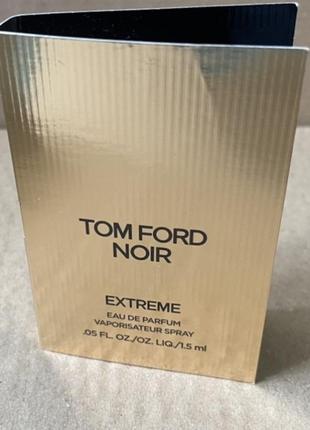 TOM FORD
NOIR
EXTREME
EAU DE PARFUM
VAPORISATEUR SPRAY
.05 FL. OZ./OZ. LIQ./1.5 ml